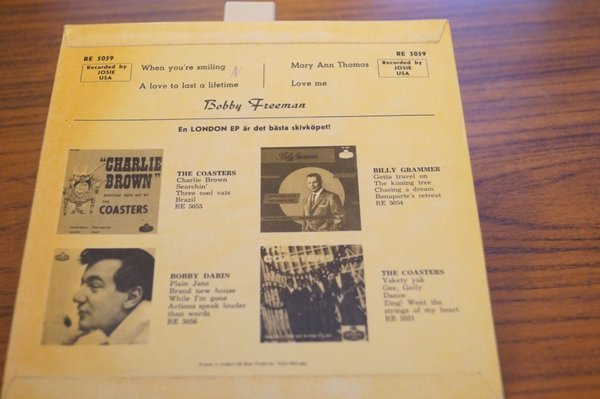 RE 5059
RE 5059
Recorded by
JOSIE
USA
When you're smiling
A love to last a lifetime
Mary Ann Thomas
Love me
Recorded by
JOSIE
USA
Bobby Freeman
En LONDON EP är det bästa skivköpet!
"CHARLIE
BROWN"
THE
COASTERS
THE COASTERS
Charlie Brown
Searchin'
Three cool cats
Brazil
RE 5055
BILLY GRAMMER
Gotta travel on
The kissing tree
Chasing a dream
Bonaparte's retreat
RE 5054
BOBBY DARIN
Plain Jane
Brand new house
While I'm gone
Actions speak louder
than words
RE 5056
THE COASTERS
Yakety yak
Gee, Golly
Dance
Zing! Went the
strings of my heart
RE 5031